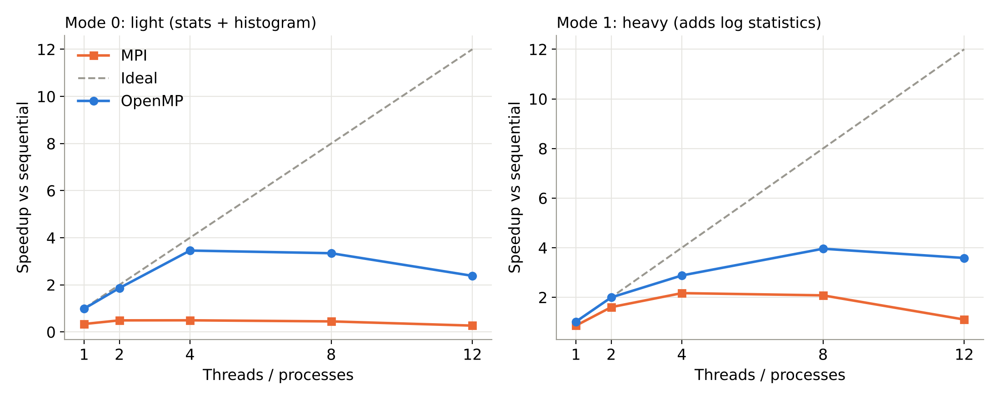 Mode 0: light (stats + histogram)
MPI
Ideal
OpenMP
12
10
8
6
4
2
0
Speedup vs sequential
1 2 4 8 12
Threads / processes
Mode 1: heavy (adds log statistics)
12
10
8
6
4
2
Speedup vs sequential
1 2 4 8 12
Threads / processes